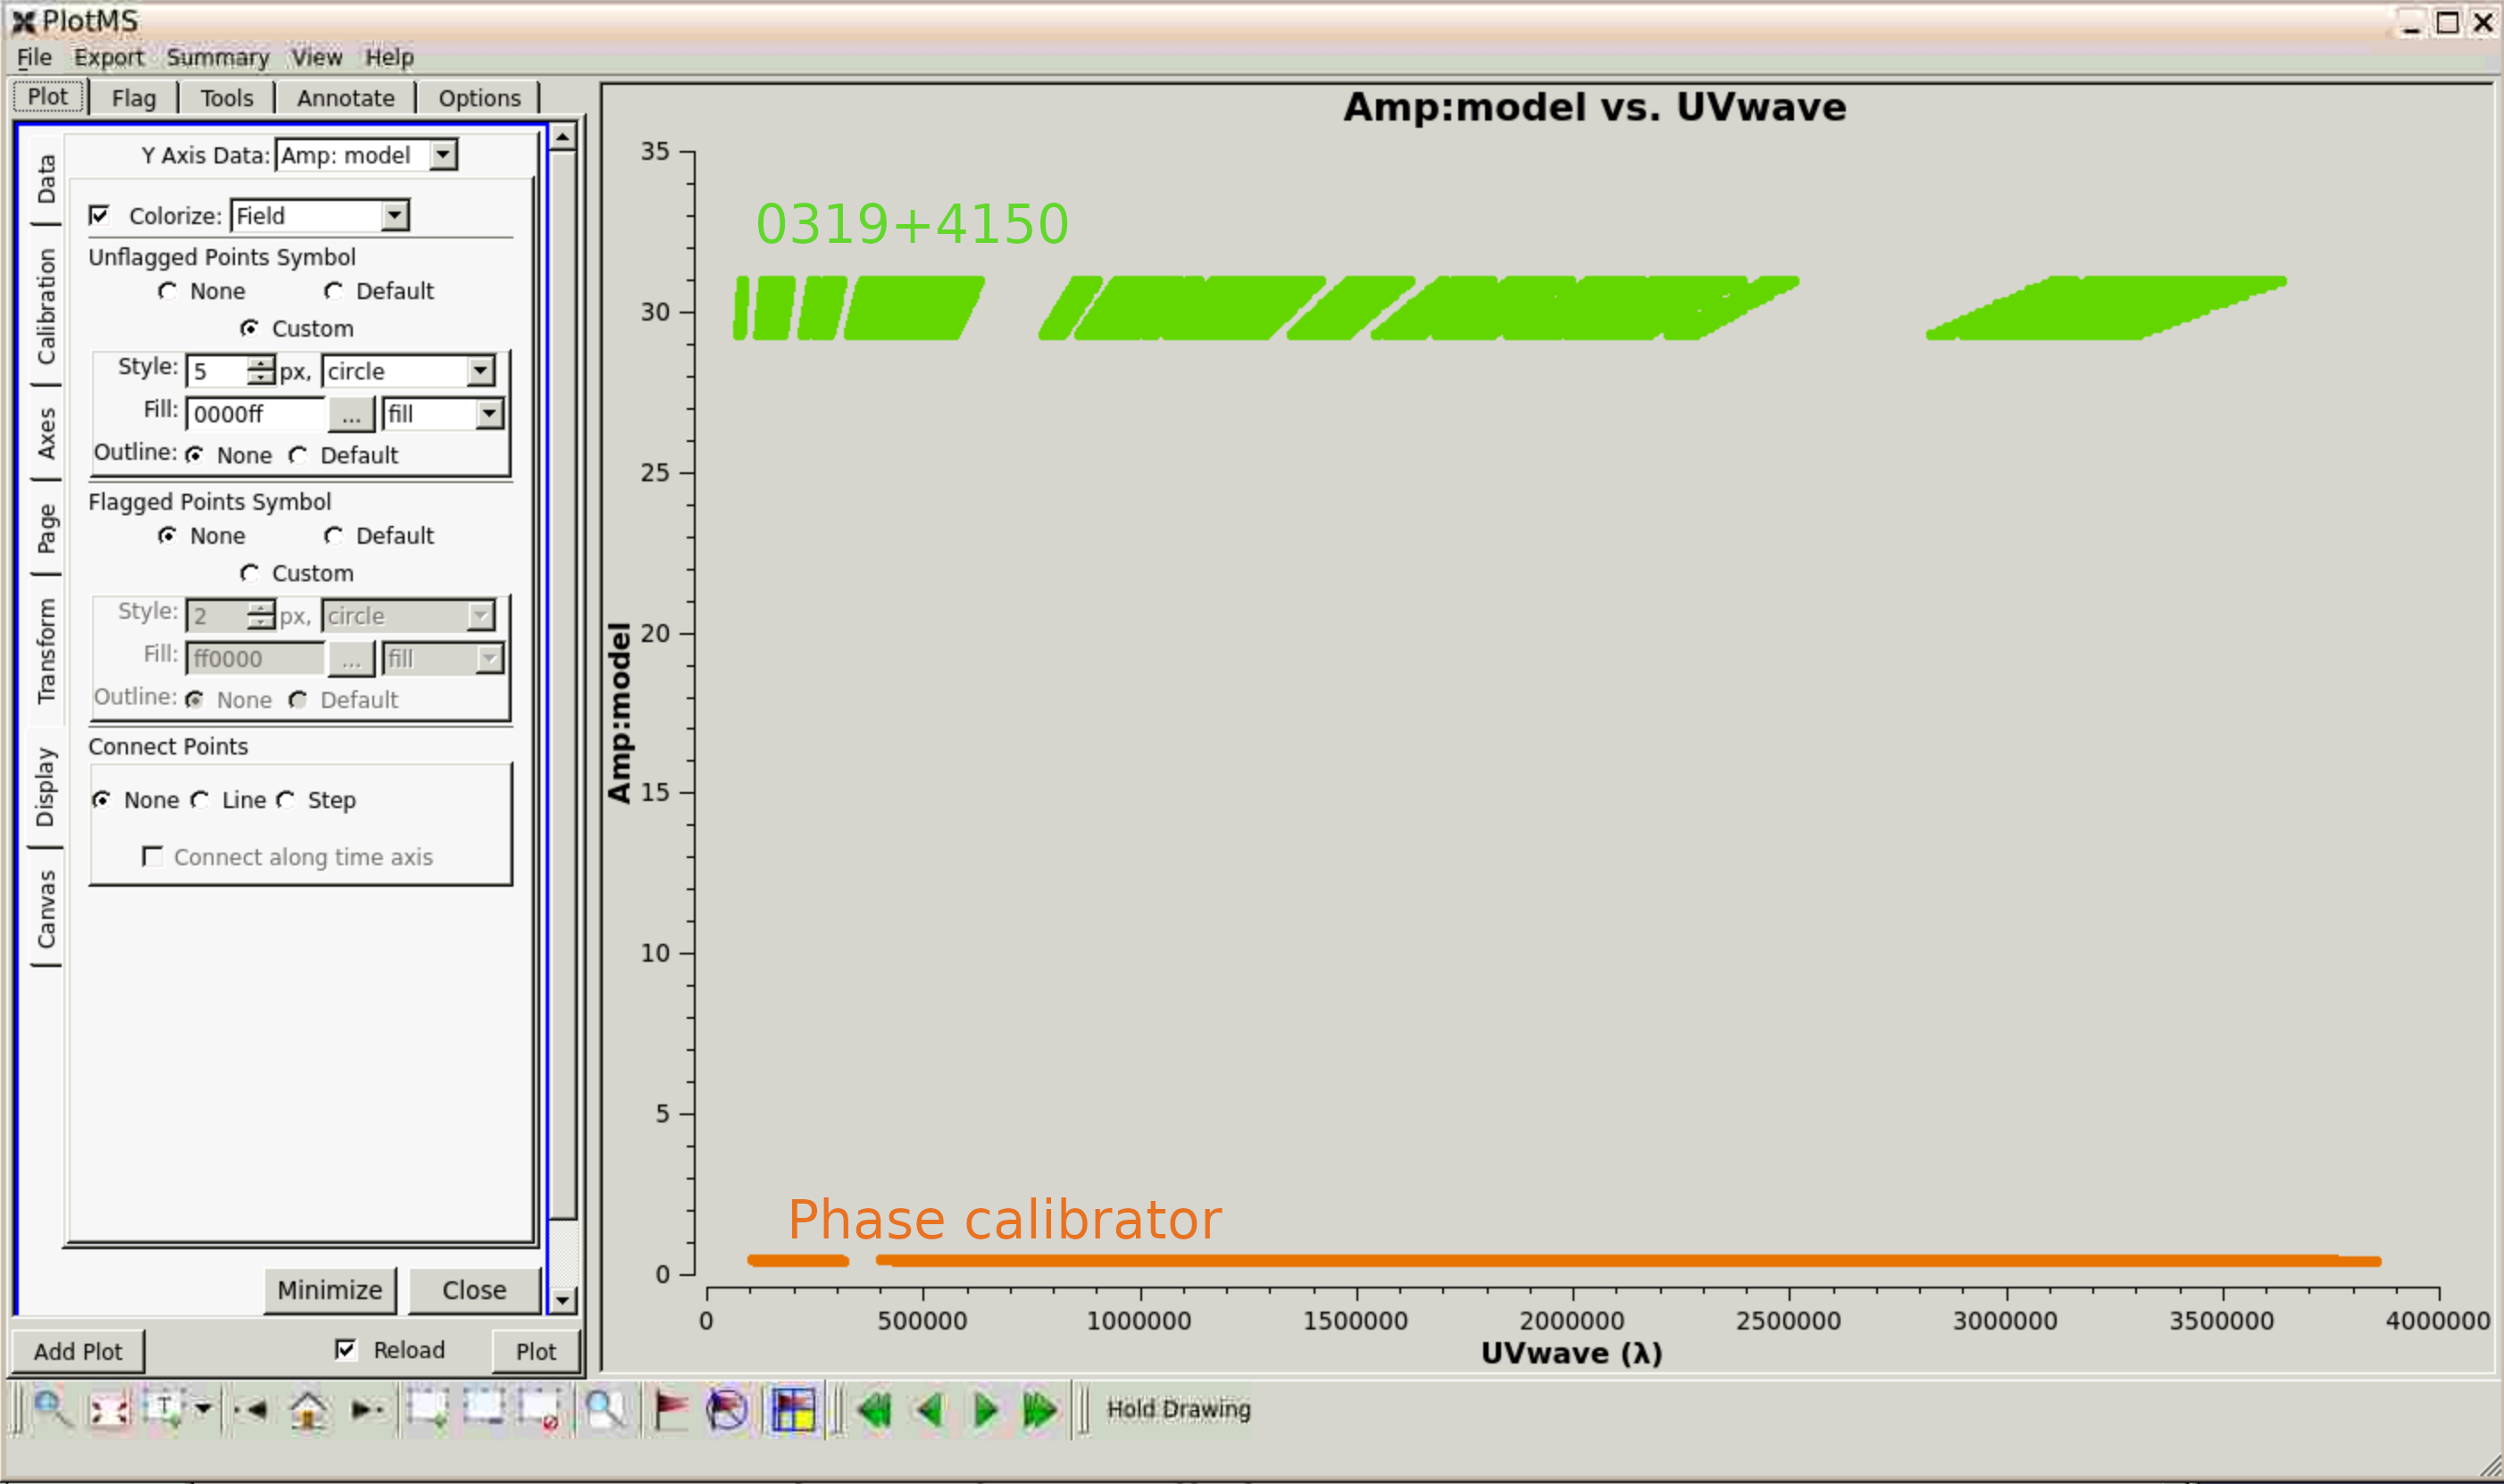 PlotMS
File Export Summary View Help
Plot Flag Tools Annotate Options
Data
Calibration
Axes
Page
Transform
Display
Canvas
Y Axis Data: Amp: model
Colorize: Field
Unflagged Points Symbol
None Default
Custom
Style: 5 px, circle
Fill: 0000ff ... fill
Outline: None Default
Flagged Points Symbol
None Default
Custom
Style: 2 px, circle
Fill: ff0000 ... fill
Outline: None Default
Connect Points
None Line Step
Connect along time axis
Minimize Close
Add Plot Reload Plot
Amp:model vs. UVwave
35
30
25
20
15
10
5
0
Amp:model
0319+4150
Phase calibrator
0 500000 1000000 1500000 2000000 2500000 3000000 3500000 4000000
UVwave (λ)
T
Hold Drawing